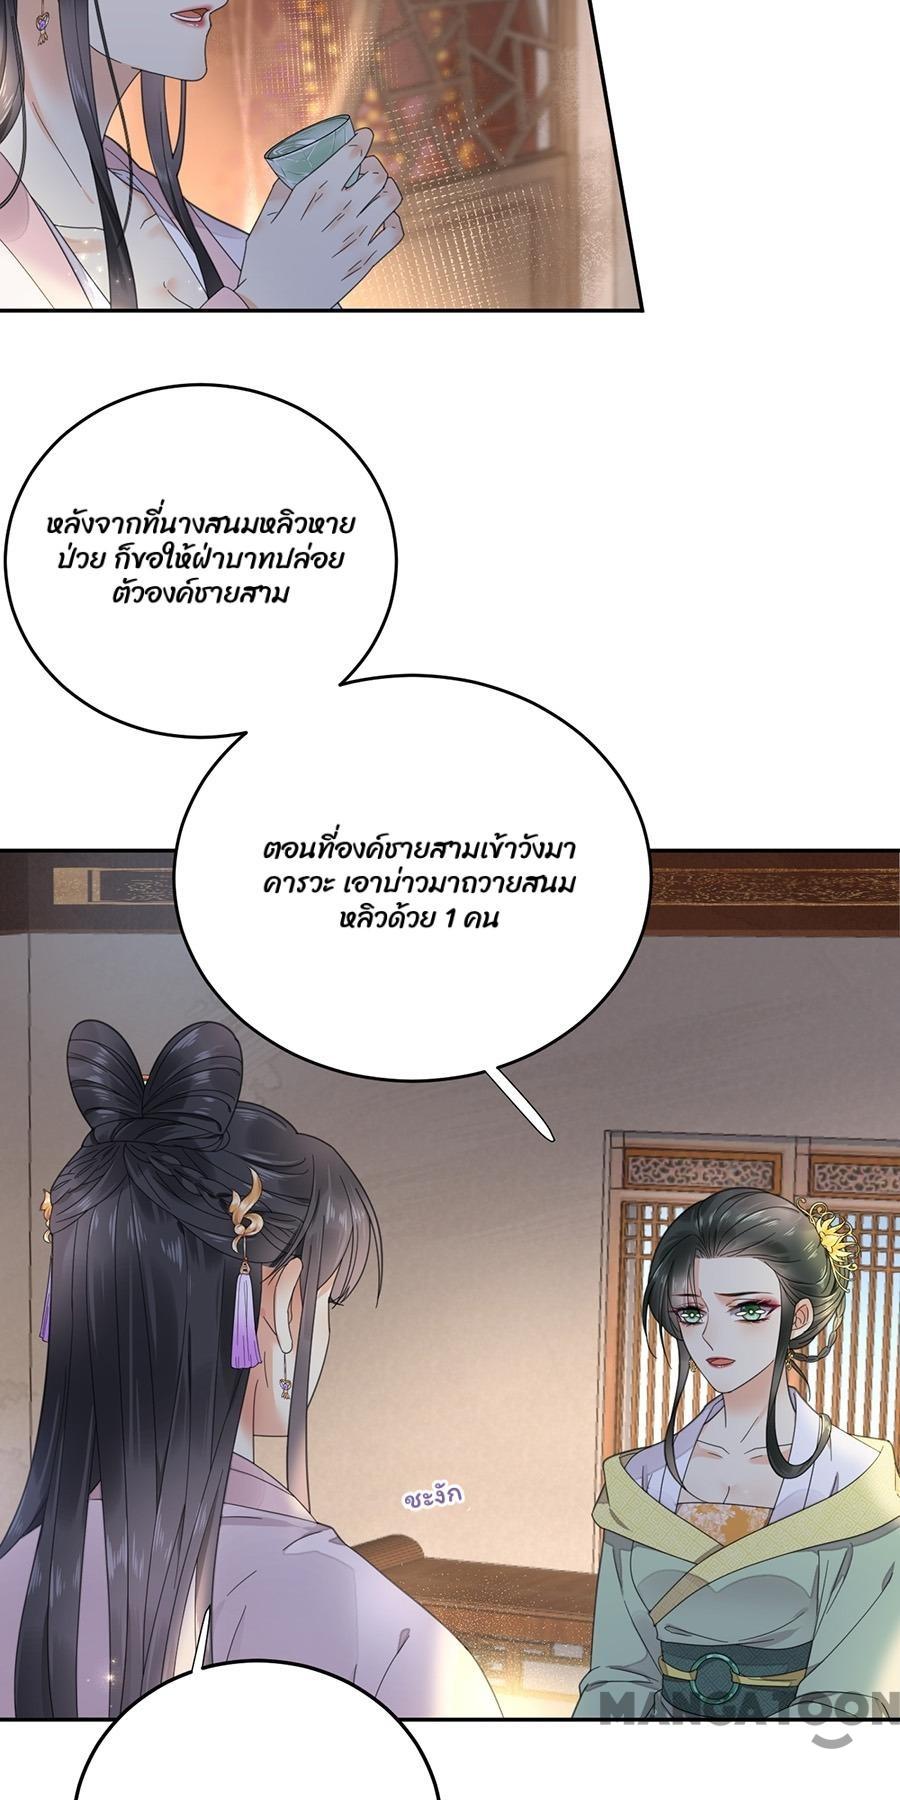 หลังจากที่นางสนมหลิวหาย
ป่วย ก็ขอให้ฝ่าบาทปล่อย
ตัวองค์ชายสาม
ตอนที่องค์ชายสามเข้าวังมา
คารวะ เอาบ่าวมาถวายสนม
หลิวด้วย 1 คน
ชะงัก
MANGATOON